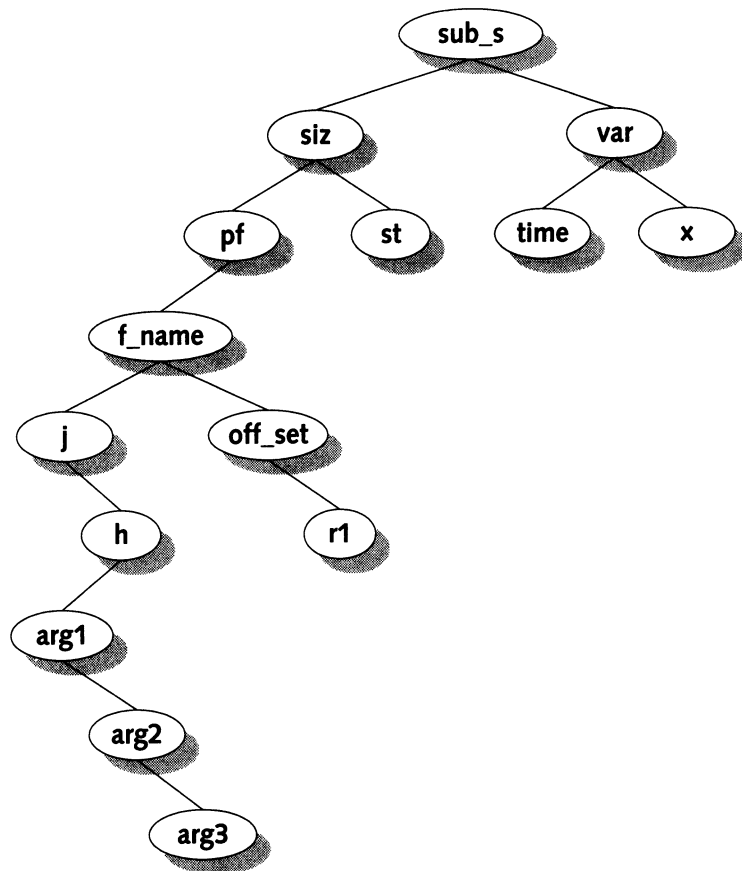 sub_s
siz
var
pf
st
time
x
f_name
j
off_set
h
r1
arg1
arg2
arg3